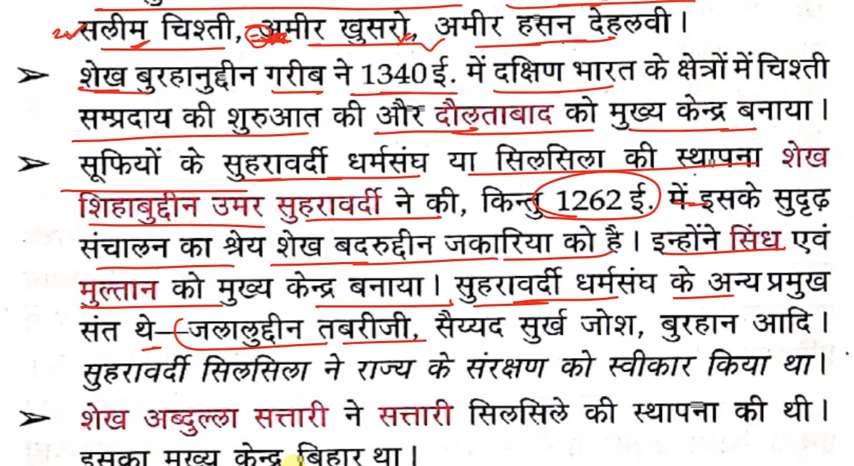 सलीम चिश्ती, अमीर खुसरो, अमीर हसन देहलवी।
➢ शेख बुरहानुद्दीन गरीब ने 1340 ई. में दक्षिण भारत के क्षेत्रों में चिश्ती
सम्प्रदाय की शुरुआत की और दौलताबाद को मुख्य केन्द्र बनाया।
➢ सूफियों के सुहरावर्दी धर्मसंघ या सिलसिला की स्थापना शेख
शिहाबुद्दीन उमर सुहरावर्दी ने की, किन्तु 1262 ई. में इसके सुदृढ़
संचालन का श्रेय शेख बदरुद्दीन जकारिया को है। इन्होंने सिंध एवं
मुल्तान को मुख्य केन्द्र बनाया। सुहरावर्दी धर्मसंघ के अन्य प्रमुख
संत थे—जलालुद्दीन तबरीजी, सैय्यद सुर्ख जोश, बुरहान आदि।
सुहरावर्दी सिलसिला ने राज्य के संरक्षण को स्वीकार किया था।
➢ शेख अब्दुल्ला सत्तारी ने सत्तारी सिलसिले की स्थापना की थी।
इसका मुख्य केन्द्र बिहार था।